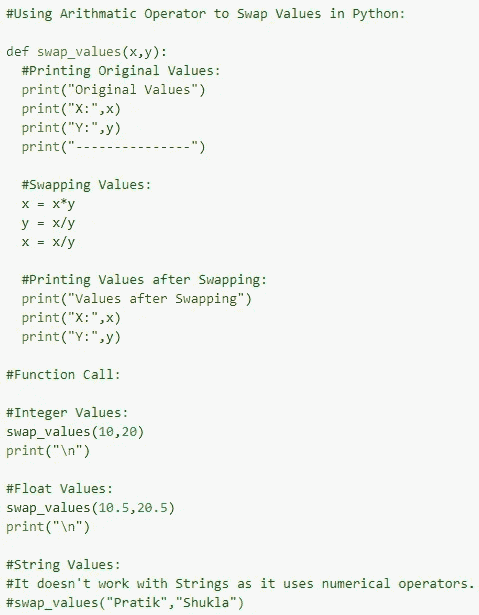 #Using Arithmatic Operator to Swap Values in Python:

def swap_values(x,y):
  #Printing Original Values:
  print("Original Values")
  print("X:",x)
  print("Y:",y)
  print("---------------")

  #Swapping Values:
  x = x*y
  y = x/y
  x = x/y

  #Printing Values after Swapping:
  print("Values after Swapping")
  print("X:",x)
  print("Y:",y)

#Function Call:

#Integer Values:
swap_values(10,20)
print("\n")

#Float Values:
swap_values(10.5,20.5)
print("\n")

#String Values:
#It doesn't work with Strings as it uses numerical operators.
#swap_values("Pratik","Shukla")